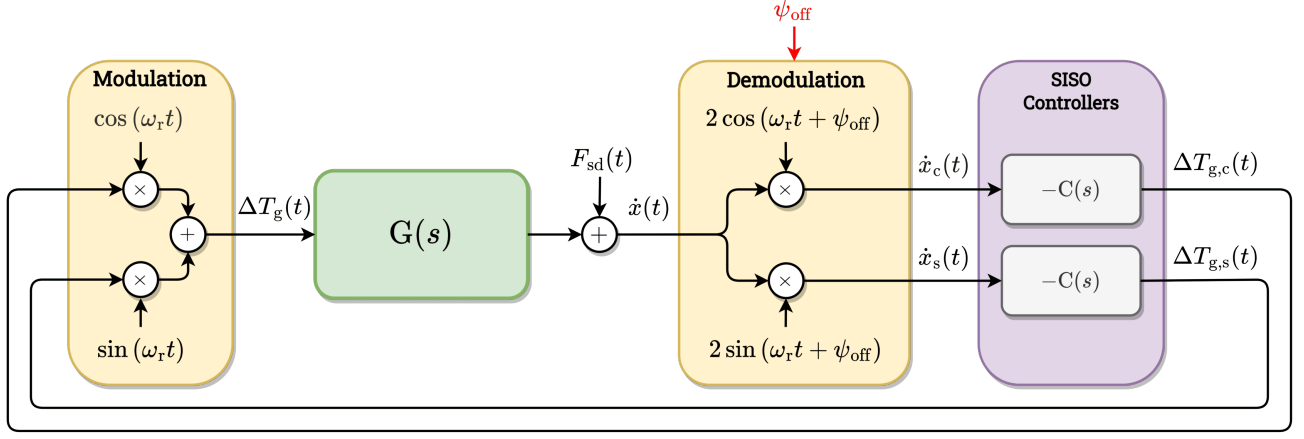 ψ_off
Modulation
cos (ω_r t)
×
+
×
sin (ω_r t)
ΔT_g(t)
G(s)
F_sd(t)
+
ẋ(t)
Demodulation
2 cos (ω_r t + ψ_off)
×
×
2 sin (ω_r t + ψ_off)
ẋ_c(t)
ẋ_s(t)
SISO
Controllers
−C(s)
−C(s)
ΔT_g,c(t)
ΔT_g,s(t)